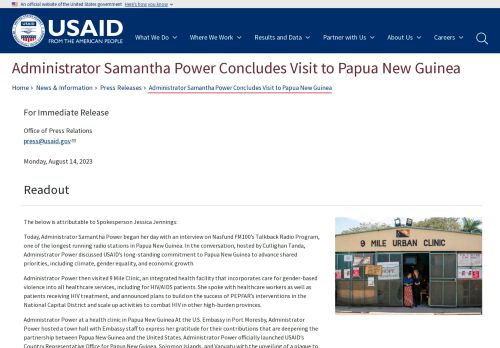 An official website of the United States government Here's how you know
USAID
FROM THE AMERICAN PEOPLE
What We Do
Where We Work
Results and Data
Partner with Us
About Us
Careers
Administrator Samantha Power Concludes Visit to Papua New Guinea
Home › News & Information › Press Releases › Administrator Samantha Power Concludes Visit to Papua New Guinea
For Immediate Release
Office of Press Relations
press@usaid.gov
Monday, August 14, 2023
Readout
The below is attributable to Spokesperson Jessica Jennings:
Today, Administrator Samantha Power began her day with an interview on Nasfund FM100's Talkback Radio Program,
one of the longest running radio stations in Papua New Guinea. In the conversation, hosted by Cullighan Tanda,
Administrator Power discussed USAID's long-standing commitment to Papua New Guinea to advance shared
priorities, including climate, gender equality, and economic growth.
Administrator Power then visited 9 Mile Clinic, an integrated health facility that incorporates care for gender-based
violence into all healthcare services, including for HIV/AIDS patients. She spoke with healthcare workers as well as
patients receiving HIV treatment, and announced plans to build on the success of PEPFAR's interventions in the
National Capital District and scale up activities to combat HIV in other high-burden provinces.
Administrator Power at a health clinic in Papua New Guinea At the U.S. Embassy in Port Moresby, Administrator
Power hosted a town hall with Embassy staff to express her gratitude for their contributions that are deepening the
partnership between Papua New Guinea and the United States. Administrator Power officially launched USAID's
Country Representative Office for Papua New Guinea, Solomon Islands, and Vanuatu with the unveiling of a plaque to
9 MILE URBAN CLINIC